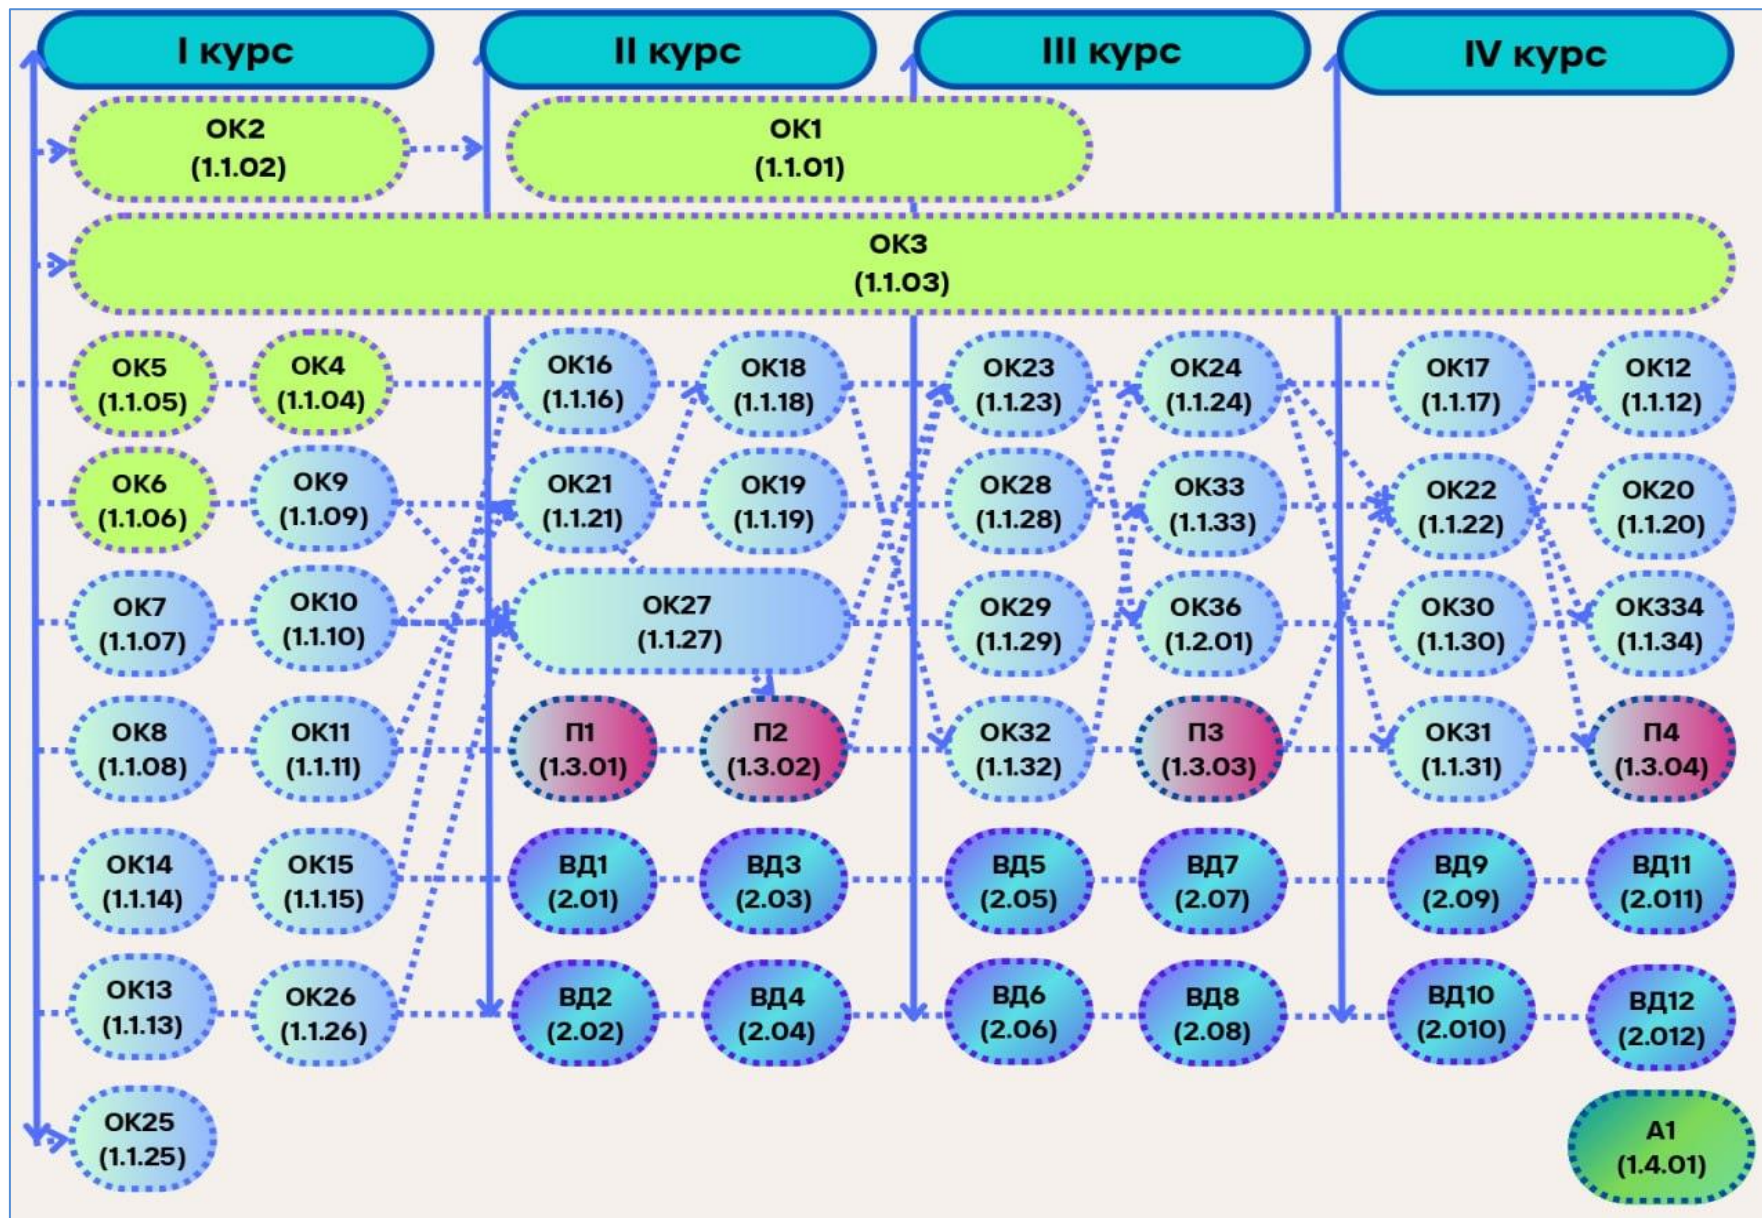 І курс
ІІ курс
ІІІ курс
IV курс
ОК2
(1.1.02)
ОК1
(1.1.01)
ОК3
(1.1.03)
ОК5
(1.1.05)
ОК4
(1.1.04)
ОК16
(1.1.16)
ОК18
(1.1.18)
ОК23
(1.1.23)
ОК24
(1.1.24)
ОК17
(1.1.17)
ОК12
(1.1.12)
ОК6
(1.1.06)
ОК9
(1.1.09)
ОК21
(1.1.21)
ОК19
(1.1.19)
ОК28
(1.1.28)
ОК33
(1.1.33)
ОК22
(1.1.22)
ОК20
(1.1.20)
ОК7
(1.1.07)
ОК10
(1.1.10)
ОК27
(1.1.27)
ОК29
(1.1.29)
ОК36
(1.2.01)
ОК30
(1.1.30)
ОК334
(1.1.34)
ОК8
(1.1.08)
ОК11
(1.1.11)
П1
(1.3.01)
П2
(1.3.02)
ОК32
(1.1.32)
П3
(1.3.03)
ОК31
(1.1.31)
П4
(1.3.04)
ОК14
(1.1.14)
ОК15
(1.1.15)
ВД1
(2.01)
ВД3
(2.03)
ВД5
(2.05)
ВД7
(2.07)
ВД9
(2.09)
ВД11
(2.011)
ОК13
(1.1.13)
ОК26
(1.1.26)
ВД2
(2.02)
ВД4
(2.04)
ВД6
(2.06)
ВД8
(2.08)
ВД10
(2.010)
ВД12
(2.012)
ОК25
(1.1.25)
А1
(1.4.01)